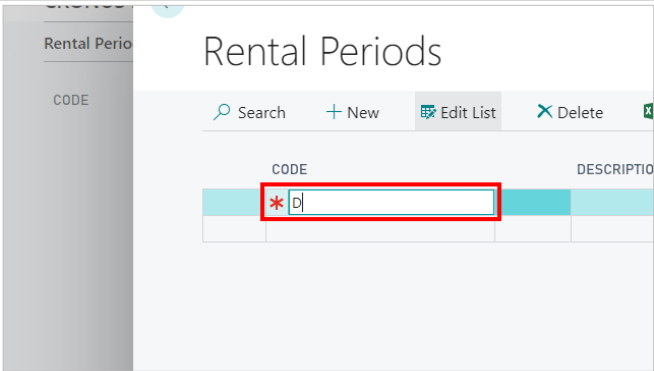 Rental Perio
CODE
Rental Periods
Search
New
Edit List
Delete
CODE
DESCRIPTIO
D